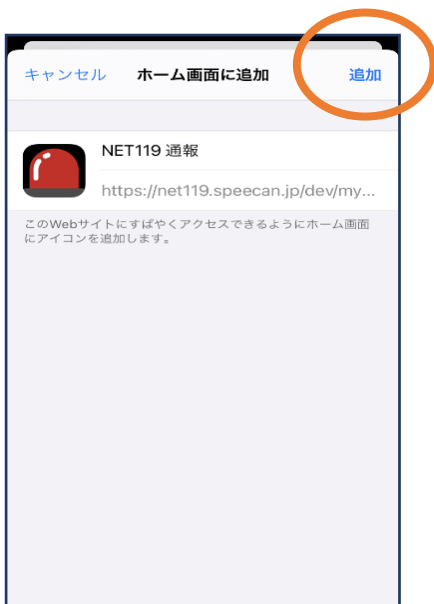 キャンセル ホーム画面に追加 追加
NET119 通報
https://net119.speecan.jp/dev/my...
このWebサイトにすばやくアクセスできるようにホーム画面
にアイコンを追加します。